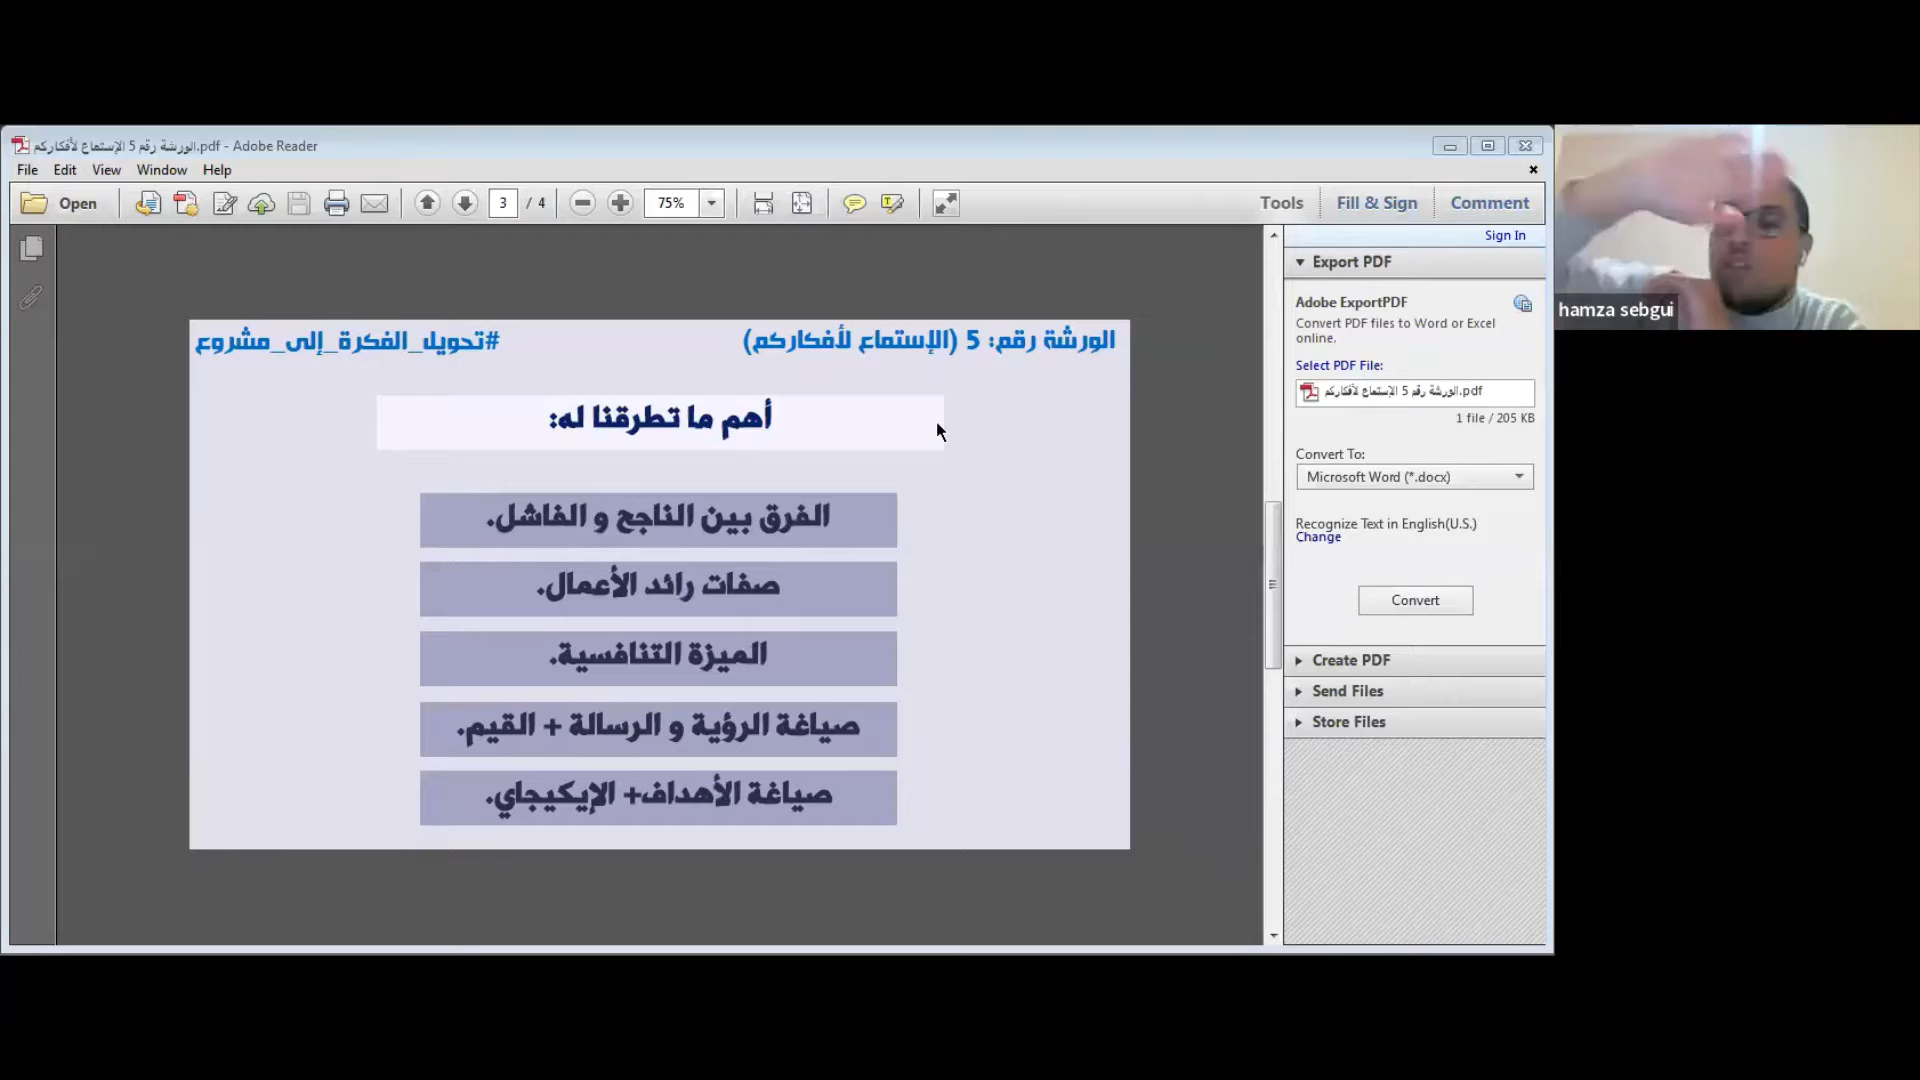 الورشة رقم 5 الإستماع لأفكاركم.pdf - Adobe Reader
File Edit View Window Help
Open 3 / 4 75% Tools Fill & Sign Comment
Sign In
Export PDF
Adobe ExportPDF
Convert PDF files to Word or Excel
online.
Select PDF File:
الورشة رقم 5 الإستماع لأفكاركم.pdf
1 file / 205 KB
Convert To:
Microsoft Word (*.docx)
Recognize Text in English(U.S.)
Change
Convert
Create PDF
Send Files
Store Files
الورشة رقم: 5 (الإستماع لأفكاركم)
#تحويل_الفكرة_إلى_مشروع
أهم ما تطرقنا له:
الفرق بين الناجح و الفاشل.
صفات رائد الأعمال.
الميزة التنافسية.
صياغة الرؤية و الرسالة + القيم.
صياغة الأهداف+ الإيكيجاي.
hamza sebgui